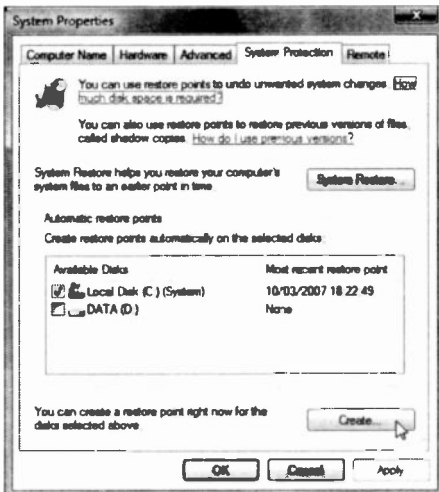 System Properties
Computer Name Hardware Advanced System Protection Remote
You can use restore points to undo unwanted system changes. How
much disk space is required?
You can also use restore points to restore previous versions of files,
called shadow copies. How do I use previous versions?
System Restore helps you restore your computer's
system files to an earlier point in time.
System Restore...
Automatic restore points
Create restore points automatically on the selected disks:
Available Disks Most recent restore point
Local Disk (C:) (System) 10/03/2007 18:22:49
DATA (D:) None
You can create a restore point right now for the
disks selected above.
Create...
OK Cancel Apply